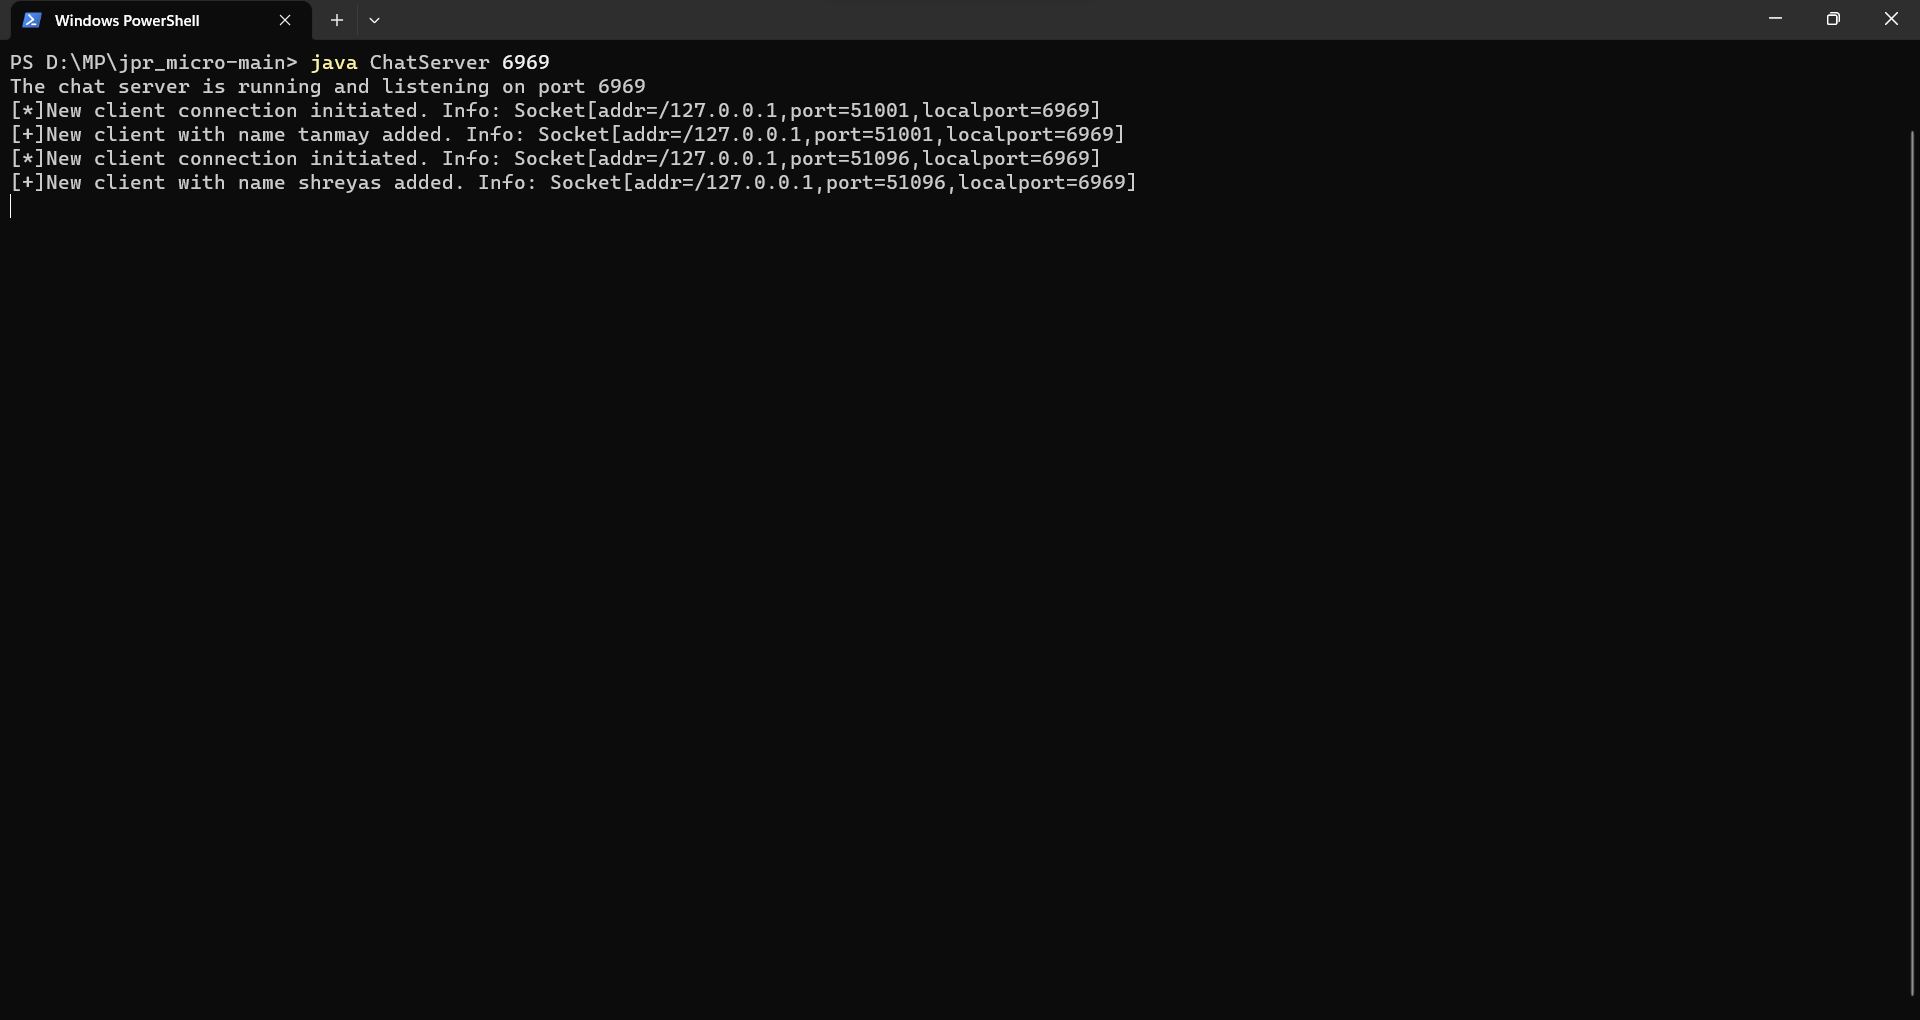 Windows PowerShell
PS D:\MP\jpr_micro-main> java ChatServer 6969
The chat server is running and listening on port 6969
[*]New client connection initiated. Info: Socket[addr=/127.0.0.1,port=51001,localport=6969]
[+]New client with name tanmay added. Info: Socket[addr=/127.0.0.1,port=51001,localport=6969]
[*]New client connection initiated. Info: Socket[addr=/127.0.0.1,port=51096,localport=6969]
[+]New client with name shreyas added. Info: Socket[addr=/127.0.0.1,port=51096,localport=6969]